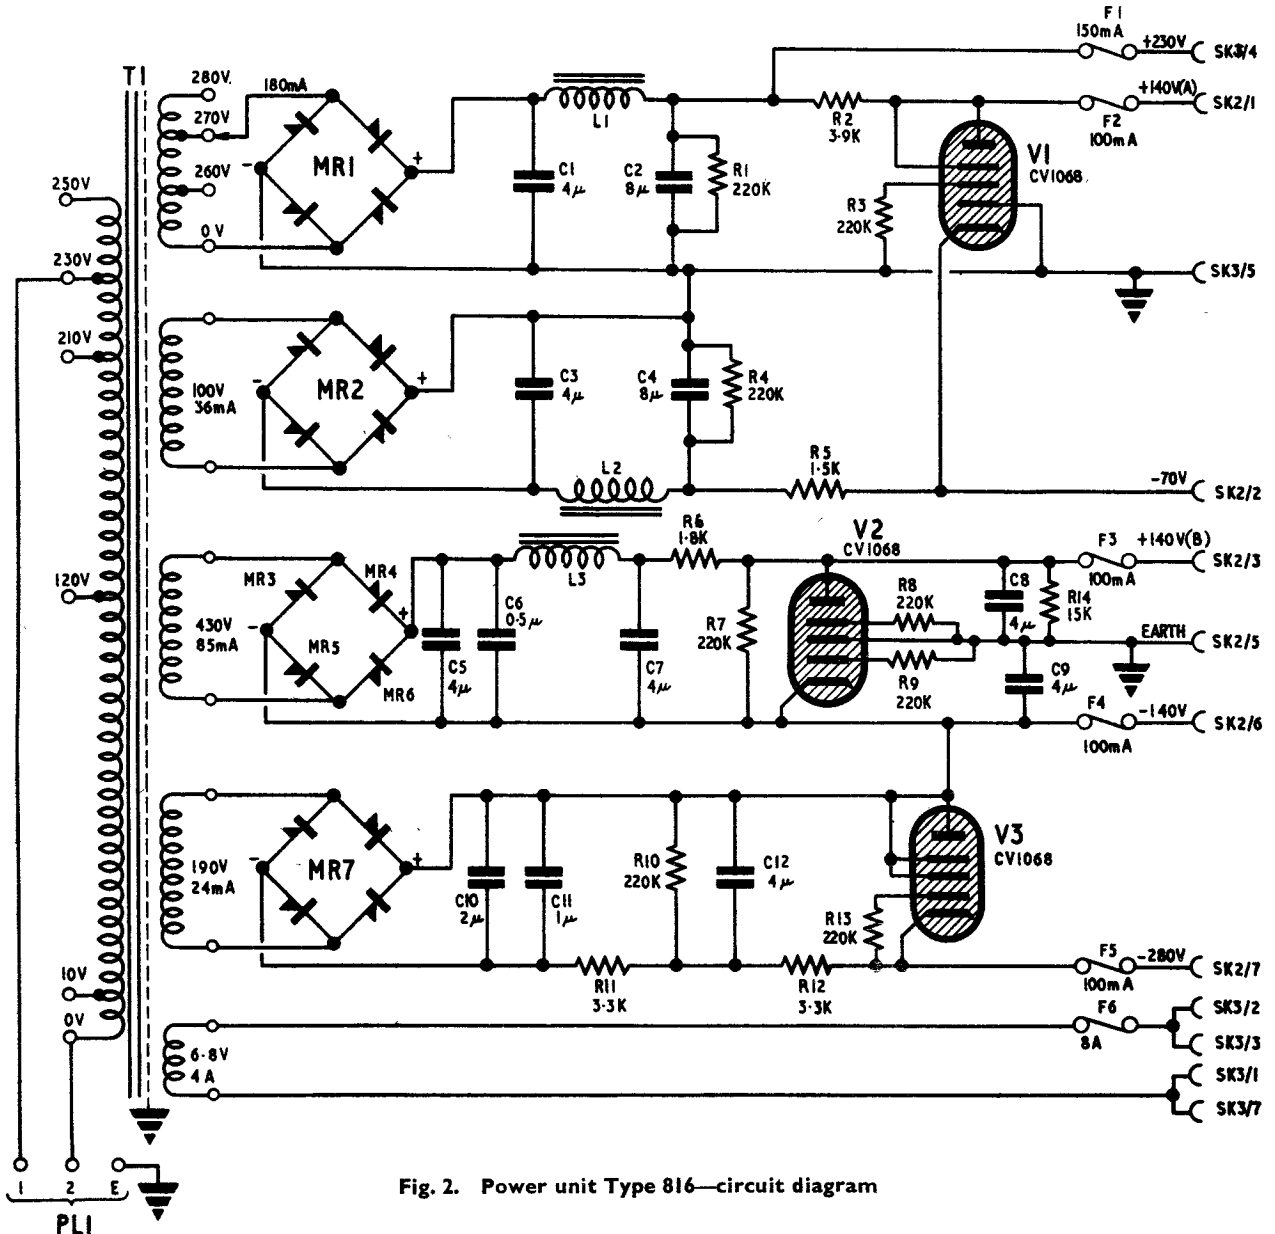 T1
250V
230V
210V
120V
10V
0V
1
2
E
PL1
280V.
270V
260V
0V
180mA
-
MR1
+
C1
4μ
L1
C2
8μ
R1
220K
R2
3·9K
R3
220K
V1
CV1068
F1
150mA
+230V
SK3/4
+140V(A)
SK2/1
F2
100mA
SK3/5
100V
36mA
-
MR2
+
C3
4μ
C4
8μ
R4
220K
L2
R5
1·5K
-70V
SK2/2
430V
85mA
MR3
MR4
-
+
MR5
MR6
C5
4μ
C6
0·5μ
L3
C7
4μ
R6
1·8K
R7
220K
V2
CV1068
R8
220K
R9
220K
C8
4μ
R14
15K
C9
4μ
F3
100mA
+140V(B)
SK2/3
EARTH
SK2/5
F4
100mA
-140V
SK2/6
190V
24mA
-
MR7
+
C10
2μ
C11
1μ
R10
220K
C12
4μ
R11
3·3K
R12
3·3K
R13
220K
V3
CV1068
F5
100mA
-280V
SK2/7
6·8V
4A
F6
8A
SK3/2
SK3/3
SK3/1
SK3/7
Fig. 2. Power unit Type 816—circuit diagram